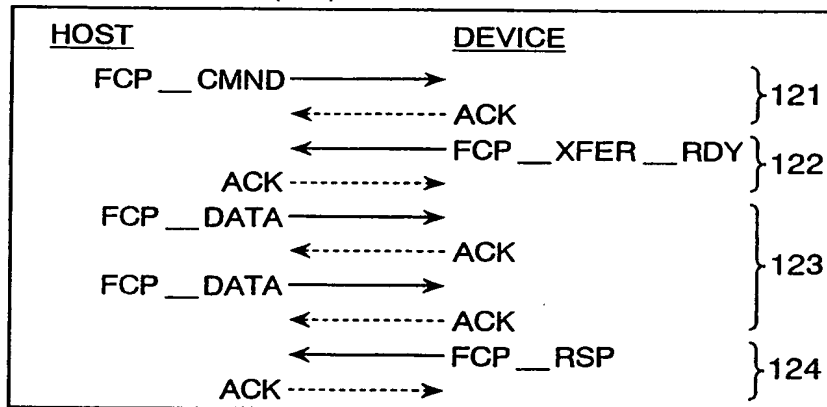 HOST DEVICE
FCP__CMND
ACK 121
FCP__XFER__RDY 122
ACK
FCP__DATA
ACK 123
FCP__DATA
ACK
FCP__RSP 124
ACK